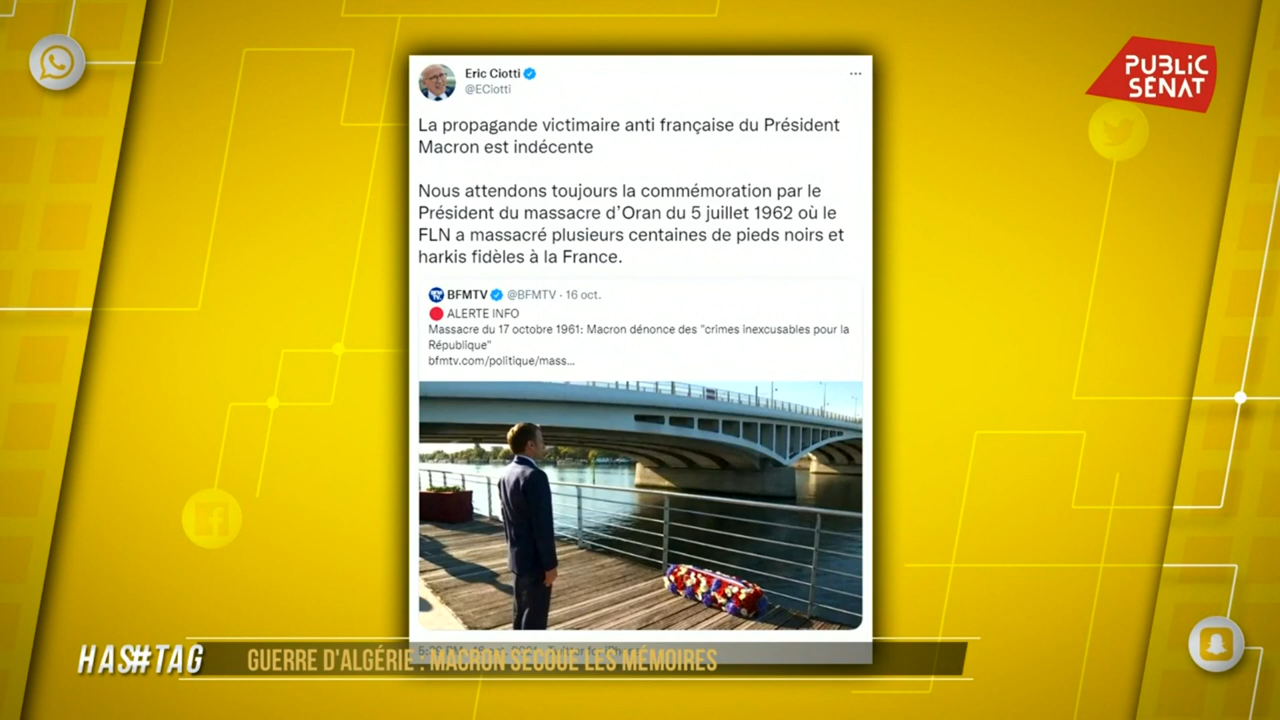 PUBLIC
SÉNAT
Eric Ciotti
@ECiotti
La propagande victimaire anti française du Président
Macron est indécente
Nous attendons toujours la commémoration par le
Président du massacre d'Oran du 5 juillet 1962 où le
FLN a massacré plusieurs centaines de pieds noirs et
harkis fidèles à la France.
BFMTV @BFMTV · 16 oct.
ALERTE INFO
Massacre du 17 octobre 1961: Macron dénonce des "crimes inexcusables pour la
République"
bfmtv.com/politique/mass...
HAS#TAG
GUERRE D'ALGÉRIE : MACRON SECOUE LES MÉMOIRES